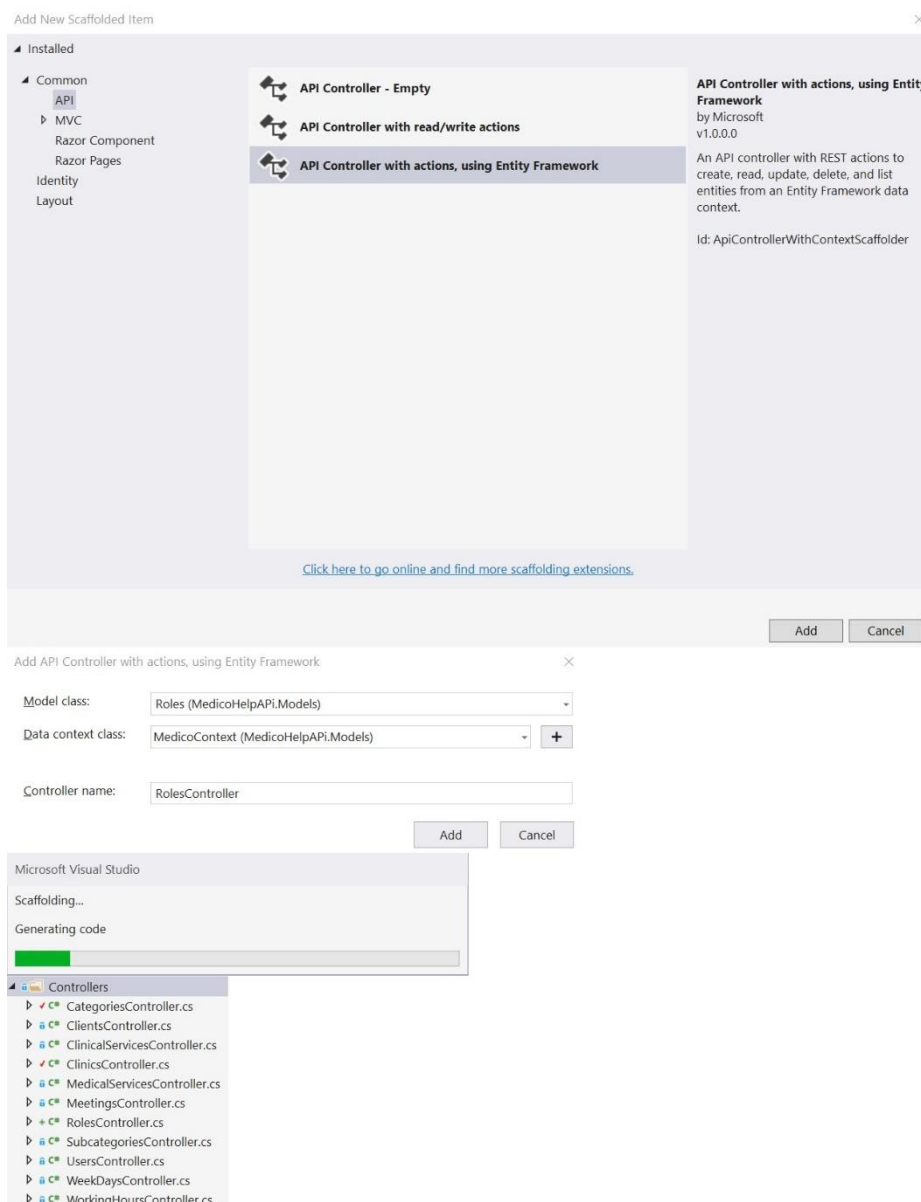 Add New Scaffolded Item
Installed
Common
API
MVC
Razor Component
Razor Pages
Identity
Layout
API Controller - Empty
API Controller with read/write actions
API Controller with actions, using Entity Framework
API Controller with actions, using Entity
Framework
by Microsoft
v1.0.0.0
An API controller with REST actions to
create, read, update, delete, and list
entities from an Entity Framework data
context.
Id: ApiControllerWithContextScaffolder
Click here to go online and find more scaffolding extensions.
Add Cancel
Add API Controller with actions, using Entity Framework
Model class: Roles (MedicoHelpAPi.Models)
Data context class: MedicoContext (MedicoHelpAPi.Models) +
Controller name: RolesController
Add Cancel
Microsoft Visual Studio
Scaffolding...
Generating code
Controllers
C# CategoriesController.cs
C# ClientsController.cs
C# ClinicalServicesController.cs
C# ClinicsController.cs
C# MedicalServicesController.cs
C# MeetingsController.cs
+ C# RolesController.cs
C# SubcategoriesController.cs
C# UsersController.cs
C# WeekDaysController.cs
C# WorkingHoursController.cs